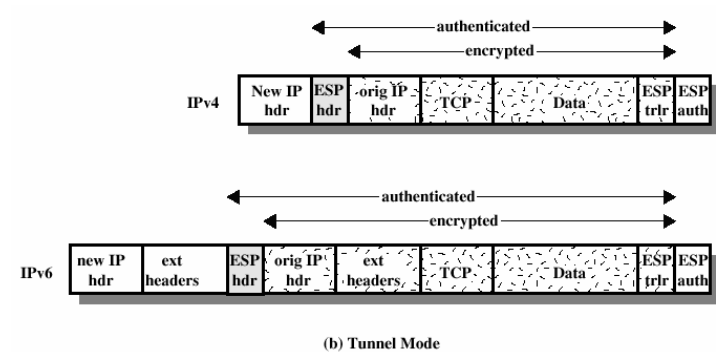 authenticated
encrypted
IPv4
New IP hdr
ESP hdr
orig IP hdr
TCP
Data
ESP trlr
ESP auth
authenticated
encrypted
IPv6
new IP hdr
ext headers
ESP hdr
orig IP hdr
ext headers
TCP
Data
ESP trlr
ESP auth
(b) Tunnel Mode